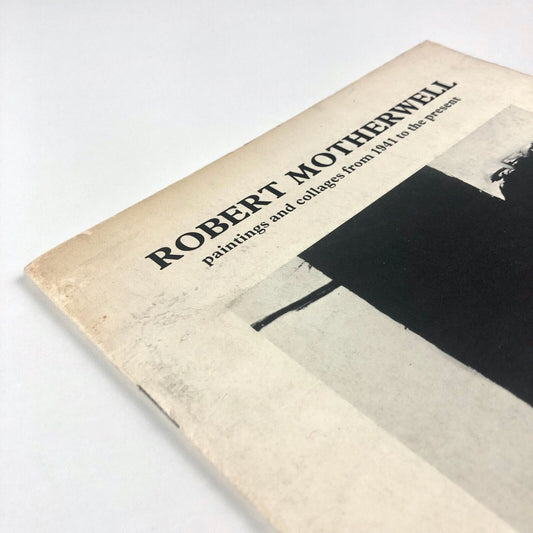 ROBERT MOTHERWELL
paintings and collages from 1941 to the present